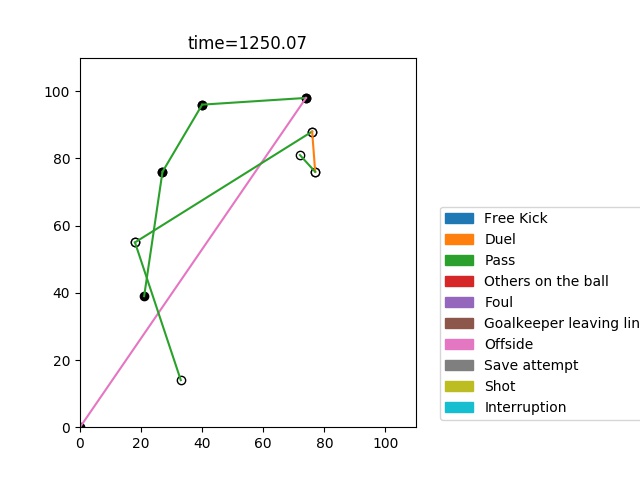 time=1250.07
100
80
60
40
20
0
0 20 40 60 80 100
Free Kick
Duel
Pass
Others on the ball
Foul
Goalkeeper leaving lin
Offside
Save attempt
Shot
Interruption